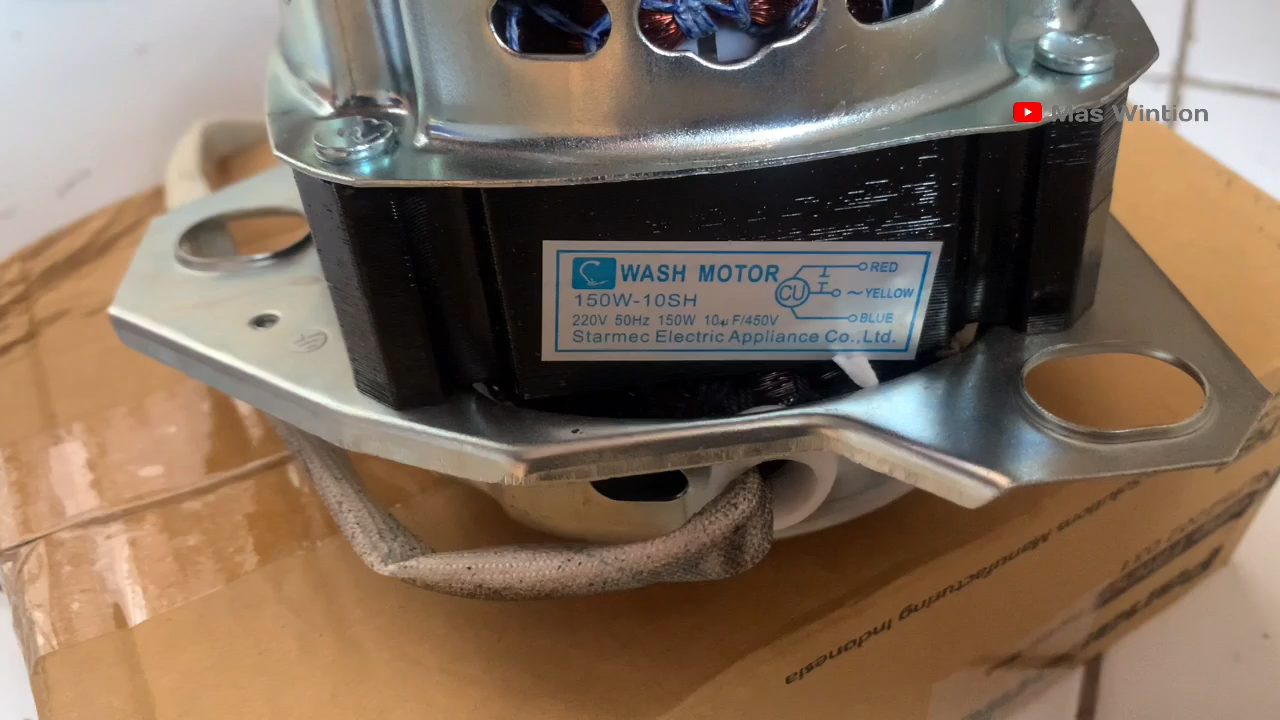 Mas Wintion
WASH MOTOR
150W-10SH
220V 50Hz 150W 10μF/450V
Starmec Electric Appliance Co.,Ltd.
CU
RED
~YELLOW
BLUE
Solutions Manufacturing Indonesia